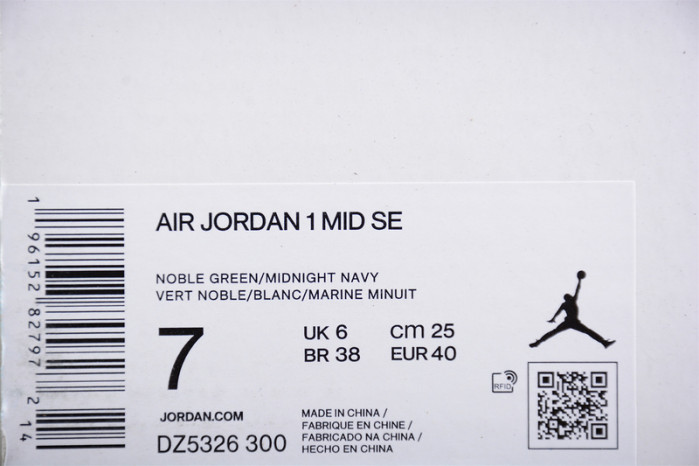 AIR JORDAN 1 MID SE
NOBLE GREEN/MIDNIGHT NAVY
VERT NOBLE/BLANC/MARINE MINUIT
7
UK 6
cm 25
BR 38
EUR 40
RFID
JORDAN.COM
DZ5326 300
MADE IN CHINA /
FABRIQUE EN CHINE /
FABRICADO NA CHINA /
HECHO EN CHINA
1 96152 82797 2 14